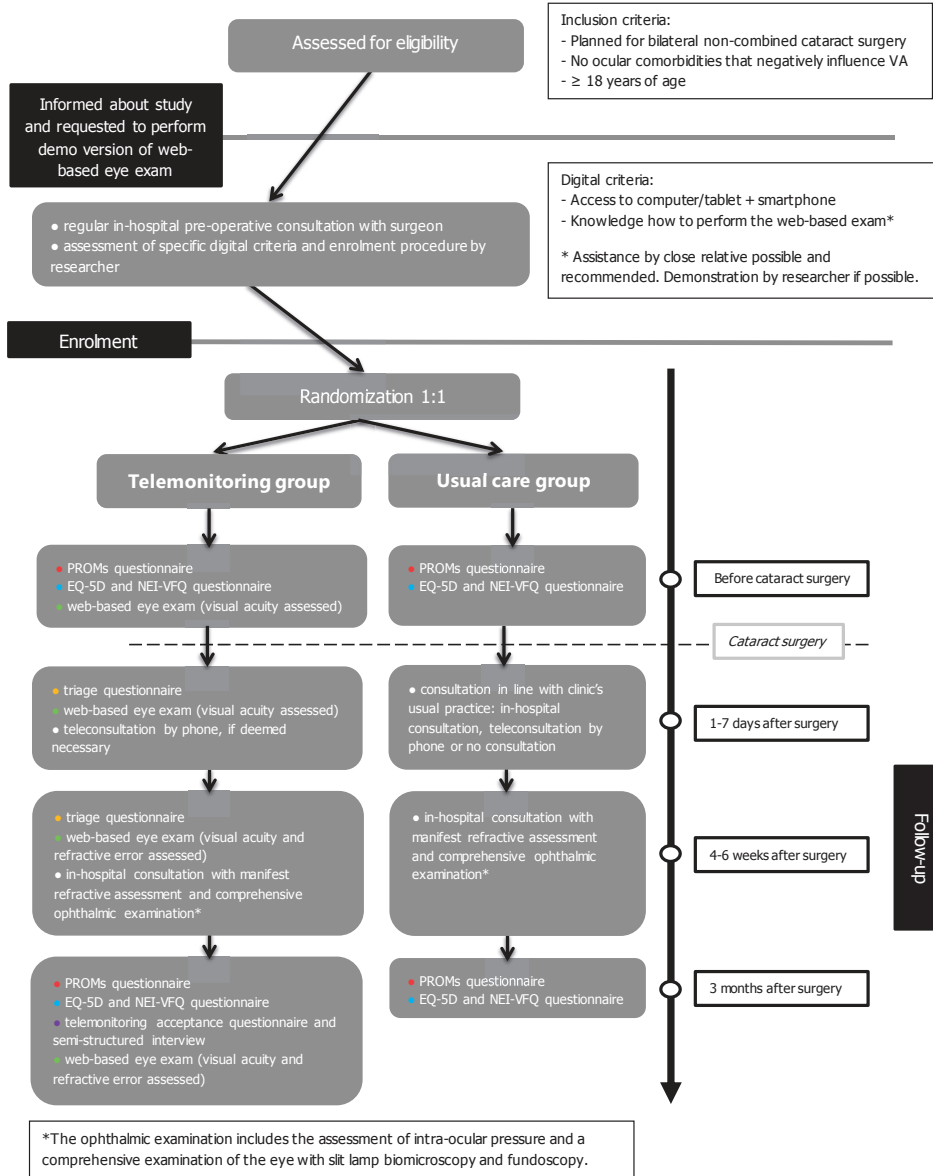 Assessed for eligibility
Inclusion criteria:
- Planned for bilateral non-combined cataract surgery
- No ocular comorbidities that negatively influence VA
- ≥ 18 years of age
Informed about study
and requested to perform
demo version of web-
based eye exam
● regular in-hospital pre-operative consultation with surgeon
● assessment of specific digital criteria and enrolment procedure by
researcher
Digital criteria:
- Access to computer/tablet + smartphone
- Knowledge how to perform the web-based exam*
* Assistance by close relative possible and
recommended. Demonstration by researcher if possible.
Enrolment
Randomization 1:1
Telemonitoring group
Usual care group
● PROMs questionnaire
● EQ-5D and NEI-VFQ questionnaire
● web-based eye exam (visual acuity assessed)
● PROMs questionnaire
● EQ-5D and NEI-VFQ questionnaire
Before cataract surgery
Cataract surgery
● triage questionnaire
● web-based eye exam (visual acuity assessed)
● teleconsultation by phone, if deemed
necessary
● consultation in line with clinic's
usual practice: in-hospital
consultation, teleconsultation by
phone or no consultation
1-7 days after surgery
● triage questionnaire
● web-based eye exam (visual acuity and
refractive error assessed)
● in-hospital consultation with manifest
refractive assessment and comprehensive
ophthalmic examination*
● in-hospital consultation with
manifest refractive assessment
and comprehensive ophthalmic
examination*
4-6 weeks after surgery
Follow-up
● PROMs questionnaire
● EQ-5D and NEI-VFQ questionnaire
● telemonitoring acceptance questionnaire and
semi-structured interview
● web-based eye exam (visual acuity and
refractive error assessed)
● PROMs questionnaire
● EQ-5D and NEI-VFQ questionnaire
3 months after surgery
*The ophthalmic examination includes the assessment of intra-ocular pressure and a
comprehensive examination of the eye with slit lamp biomicroscopy and fundoscopy.